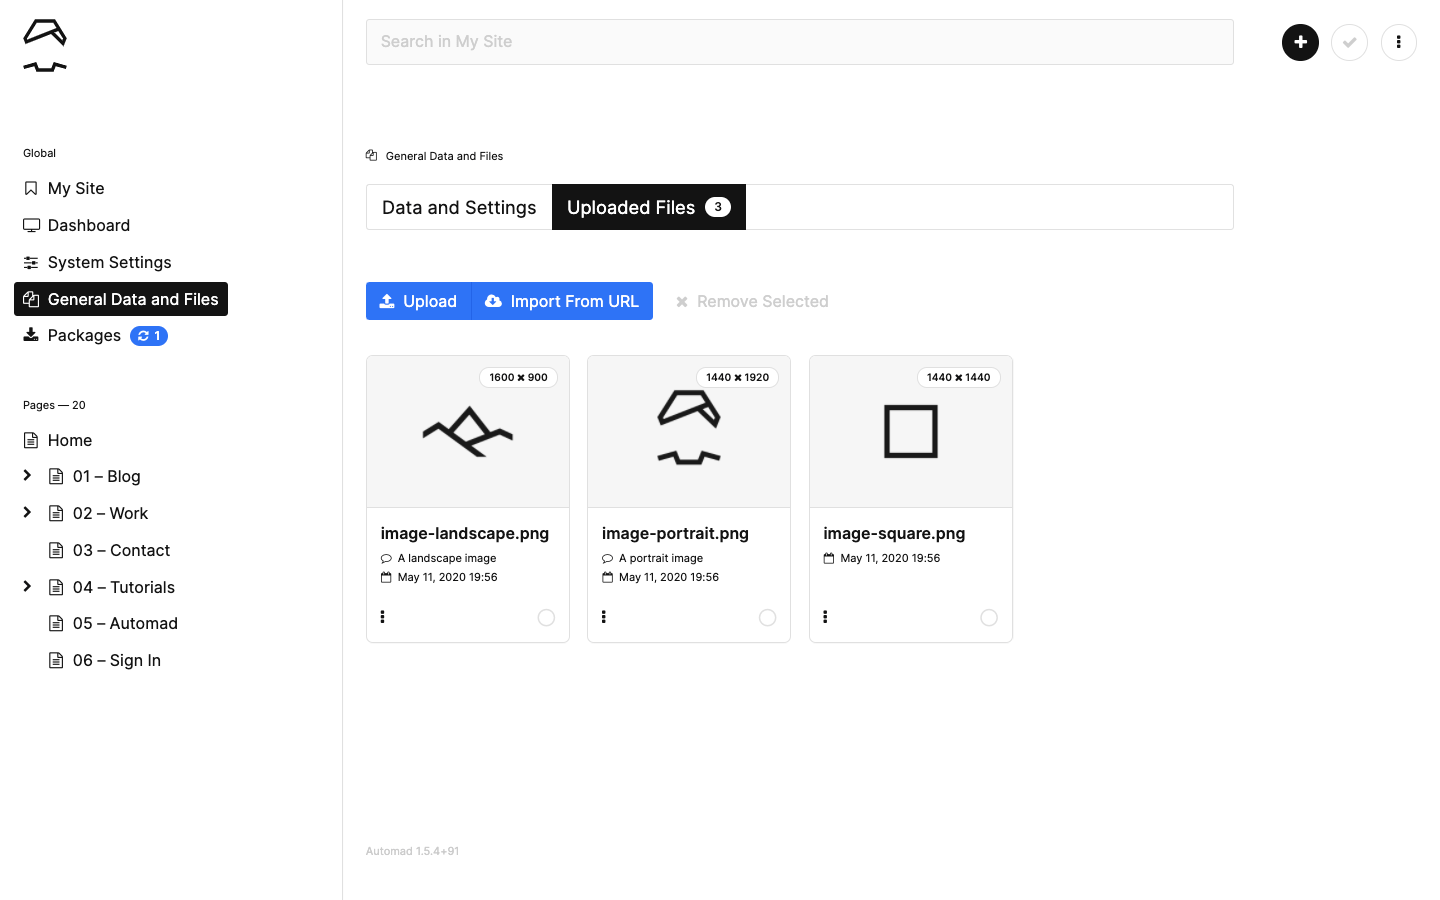 Search in My Site
Global
My Site
Dashboard
System Settings
General Data and Files
Packages 1
Pages — 20
Home
01 – Blog
02 – Work
03 – Contact
04 – Tutorials
05 – Automad
06 – Sign In
General Data and Files
Data and Settings
Uploaded Files 3
Upload
Import From URL
Remove Selected
1600 × 900
image-landscape.png
A landscape image
May 11, 2020 19:56
1440 × 1920
image-portrait.png
A portrait image
May 11, 2020 19:56
1440 × 1440
image-square.png
May 11, 2020 19:56
Automad 1.5.4+91